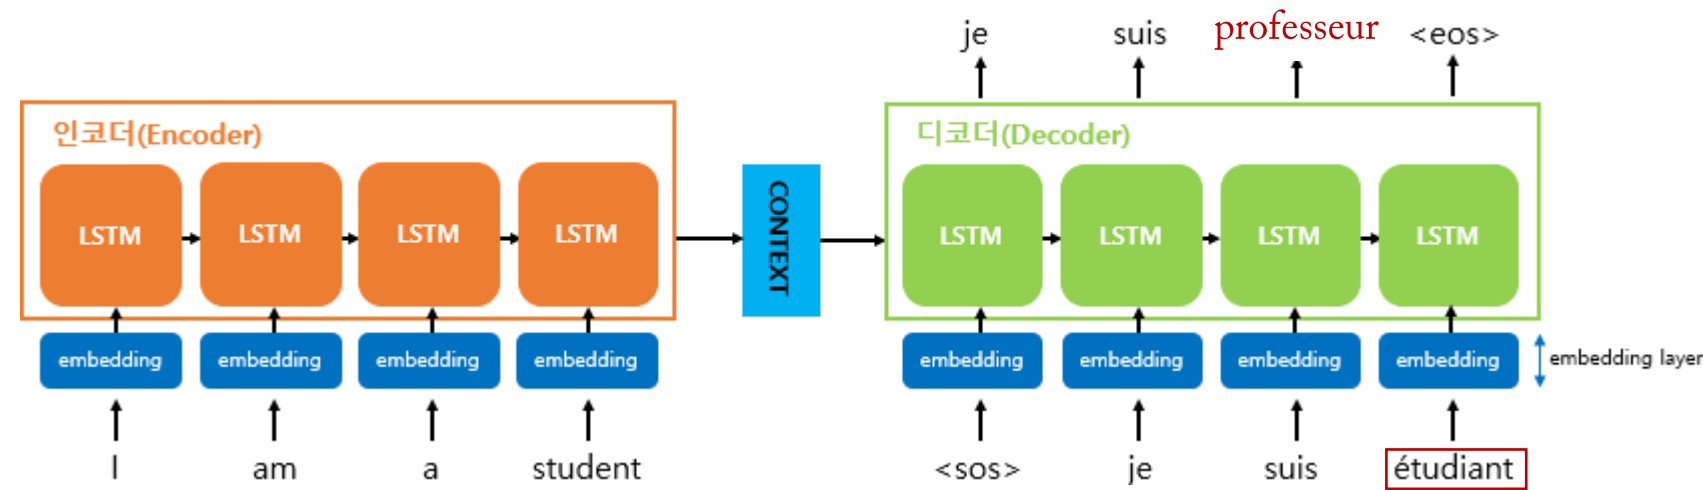 je suis professeur <eos>
인코더(Encoder)
디코더(Decoder)
LSTM LSTM LSTM LSTM
CONTEXT
LSTM LSTM LSTM LSTM
embedding embedding embedding embedding
embedding embedding embedding embedding
embedding layer
I am a student
<sos> je suis étudiant